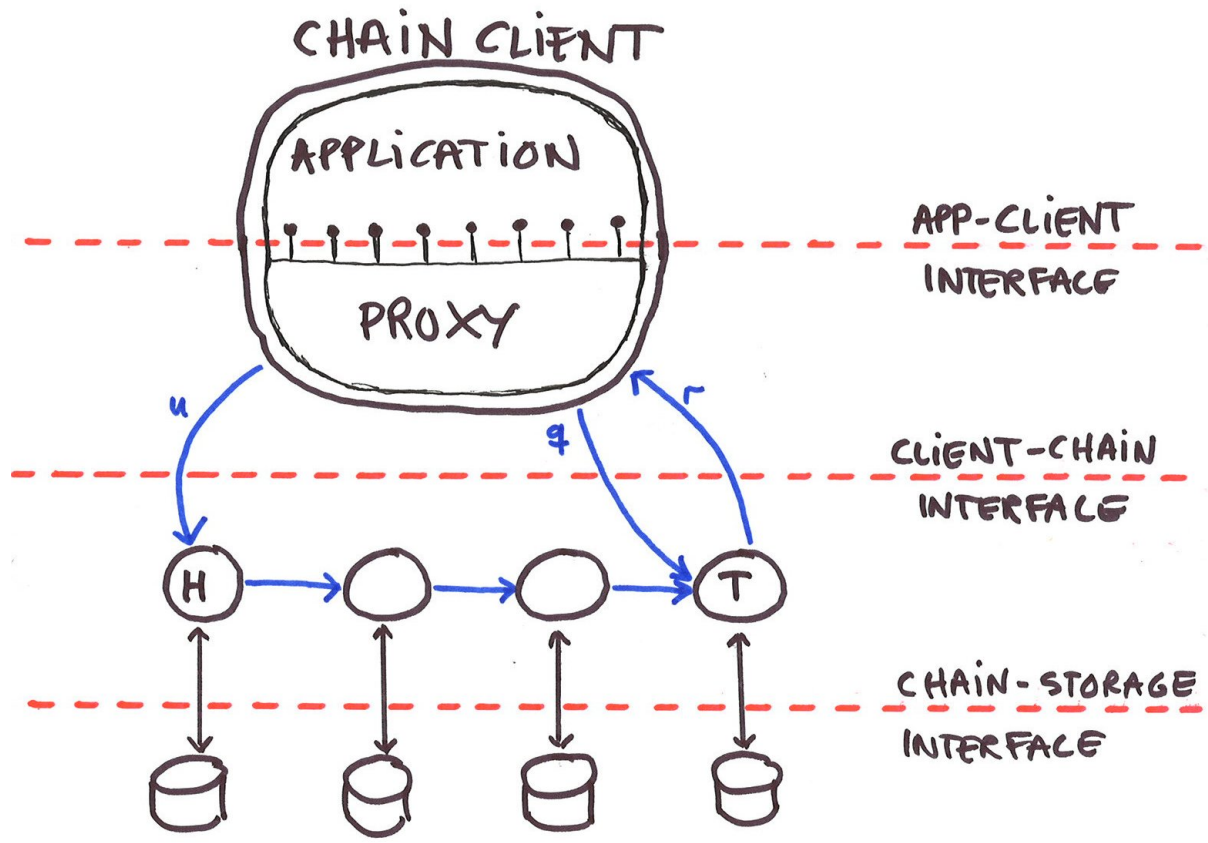 CHAiN CLiENT
APPLiCATiON
APP-CLiENT
INTERFACE
PROXY
u
r
q
CLiENT-CHAiN
INTERFACE
H
T
CHAiN-STORAGE
INTERFACE